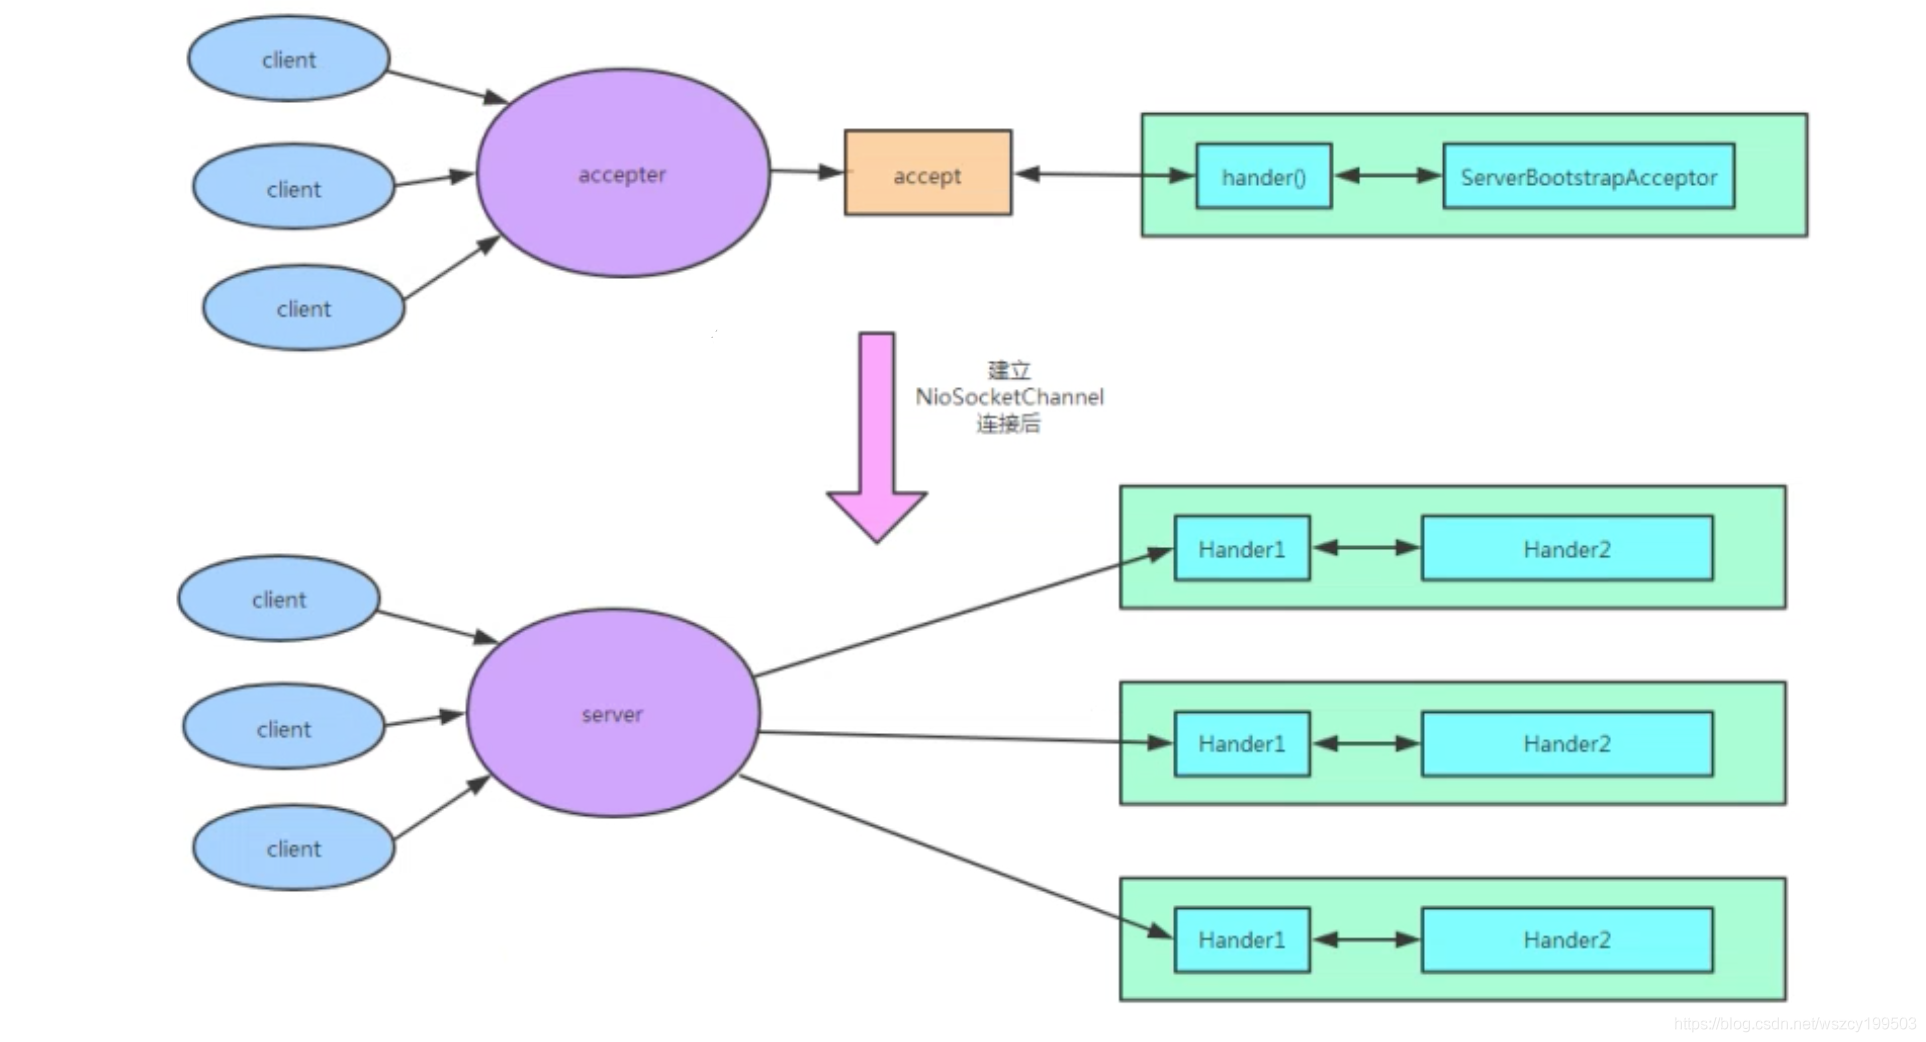 client
client
client
accepter
accept
hander()
ServerBootstrapAcceptor
建立
NioSocketChannel
连接后
client
client
client
server
Hander1
Hander2
Hander1
Hander2
Hander1
Hander2
https://blog.csdn.net/wszcy199503